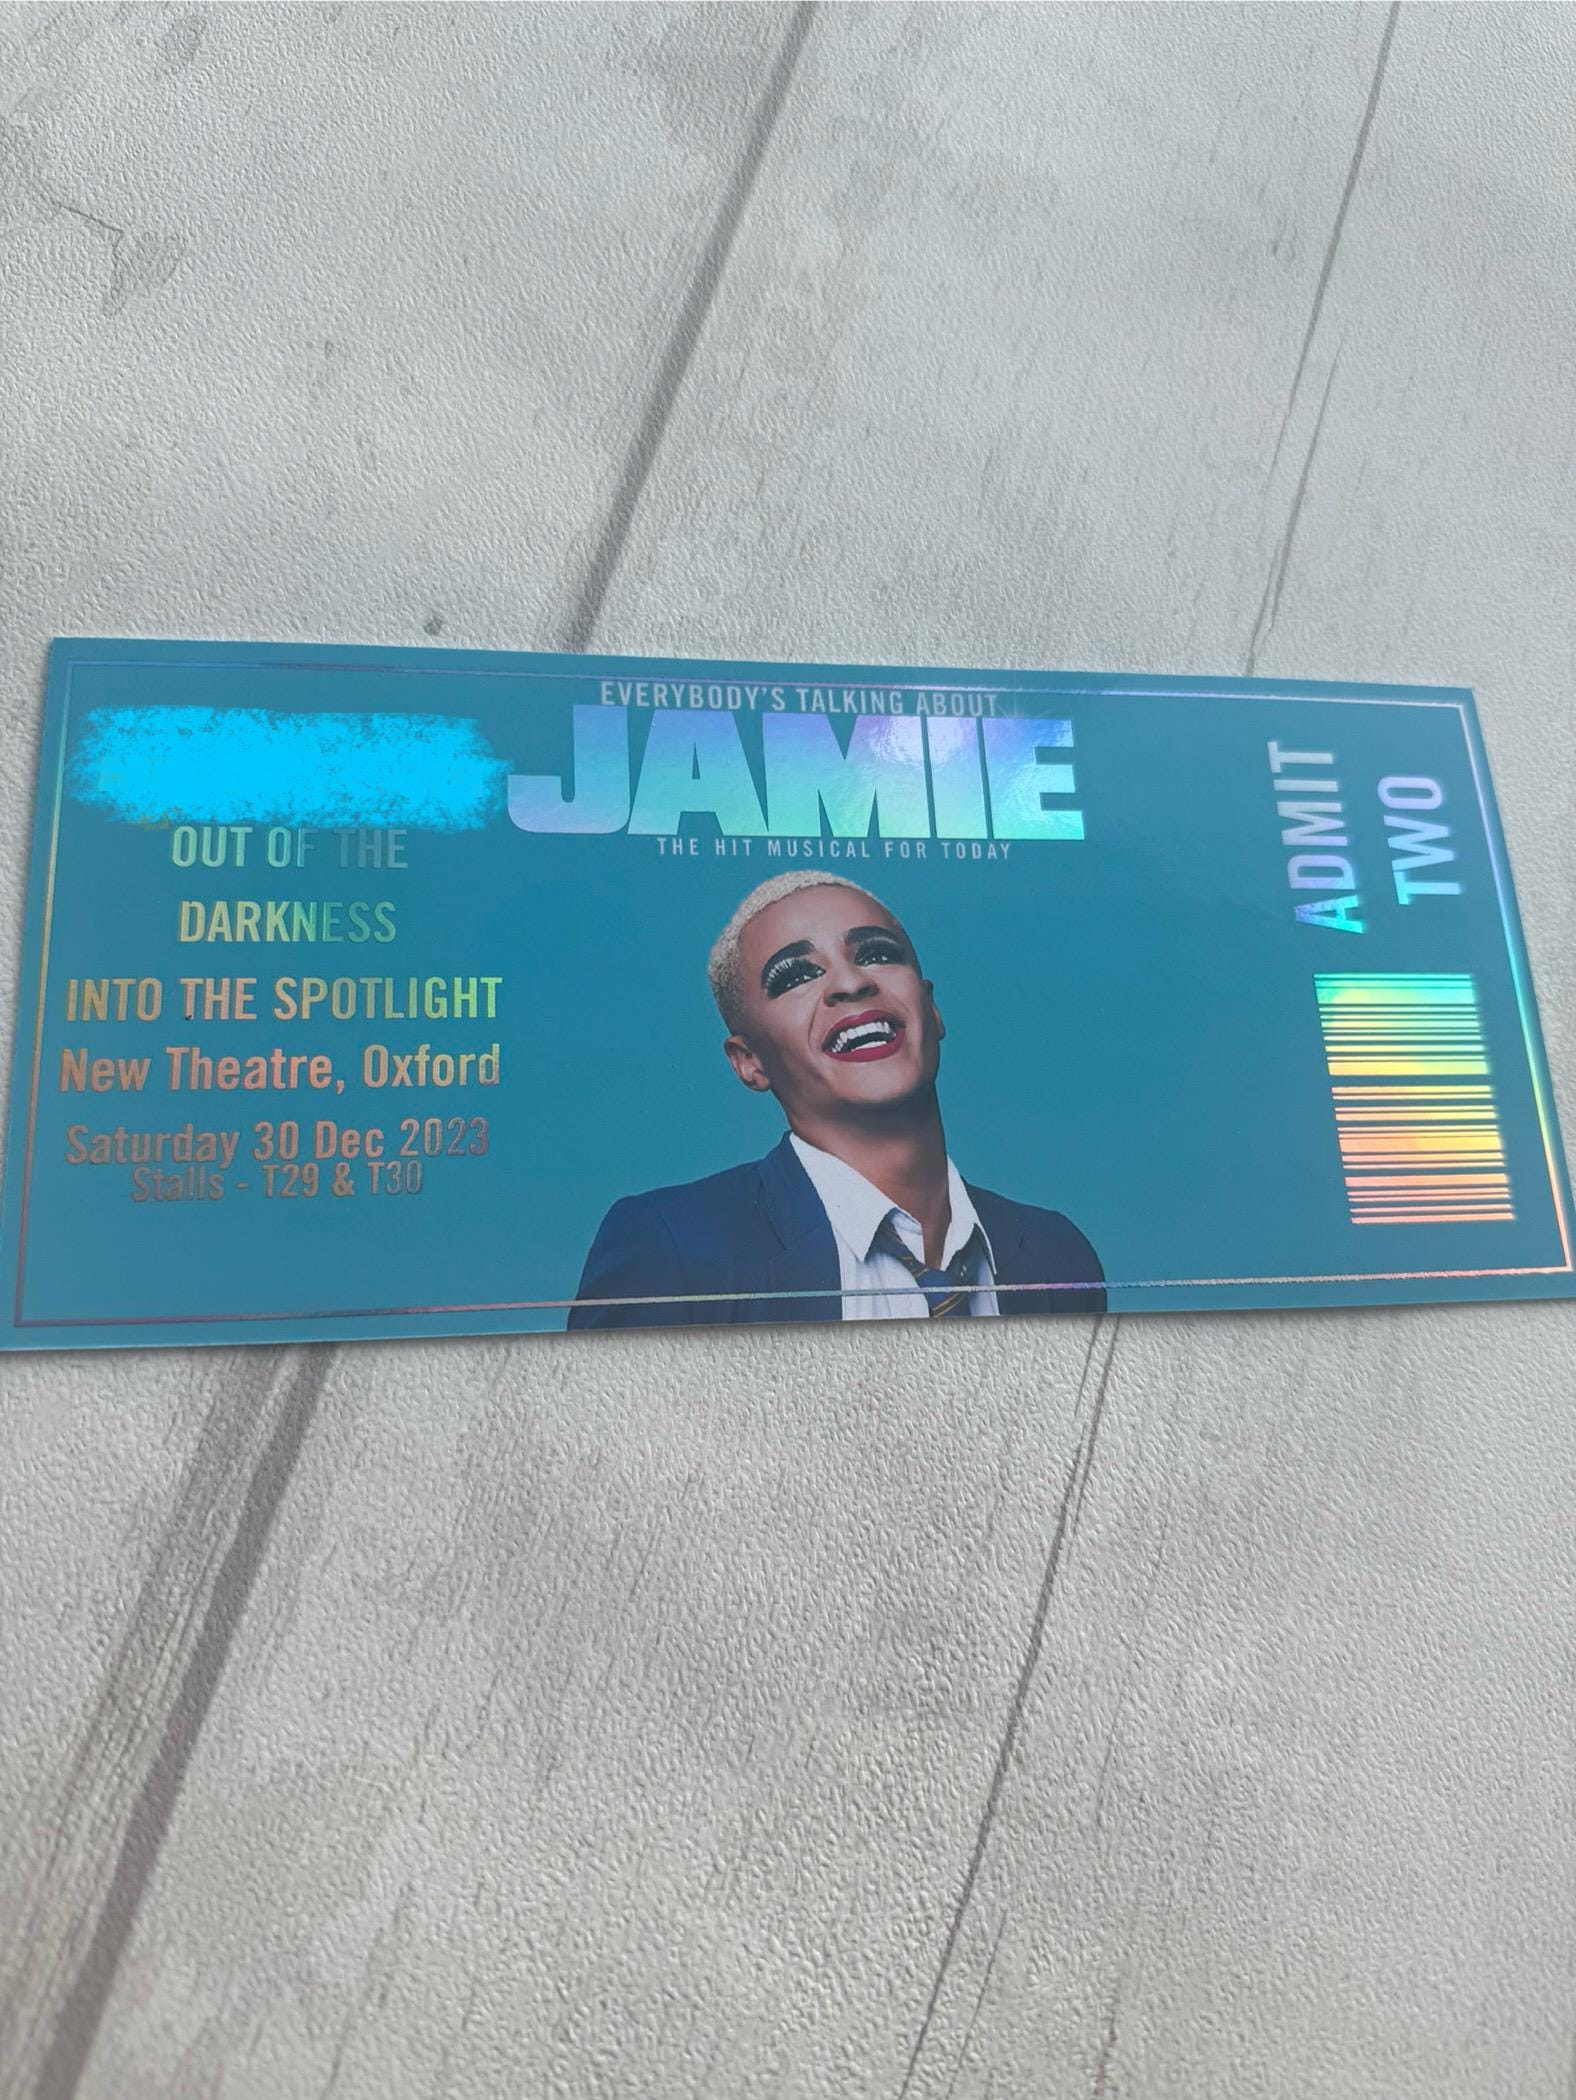 EVERYBODY'S TALKING ABOUT
JAMIE
THE HIT MUSICAL FOR TODAY
OUT OF THE
DARKNESS
INTO THE SPOTLIGHT
New Theatre, Oxford
Saturday 30 Dec 2023
Stalls - T29 & T30
ADMIT
TWO